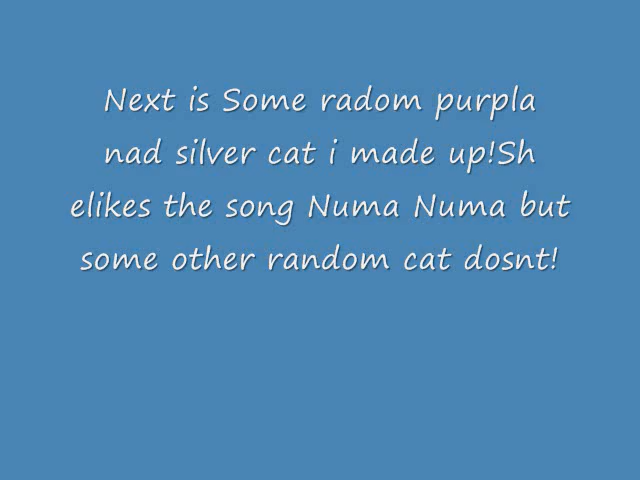 Next is Some radom purpla
nad silver cat i made up!Sh
elikes the song Numa Numa but
some other random cat dosnt!